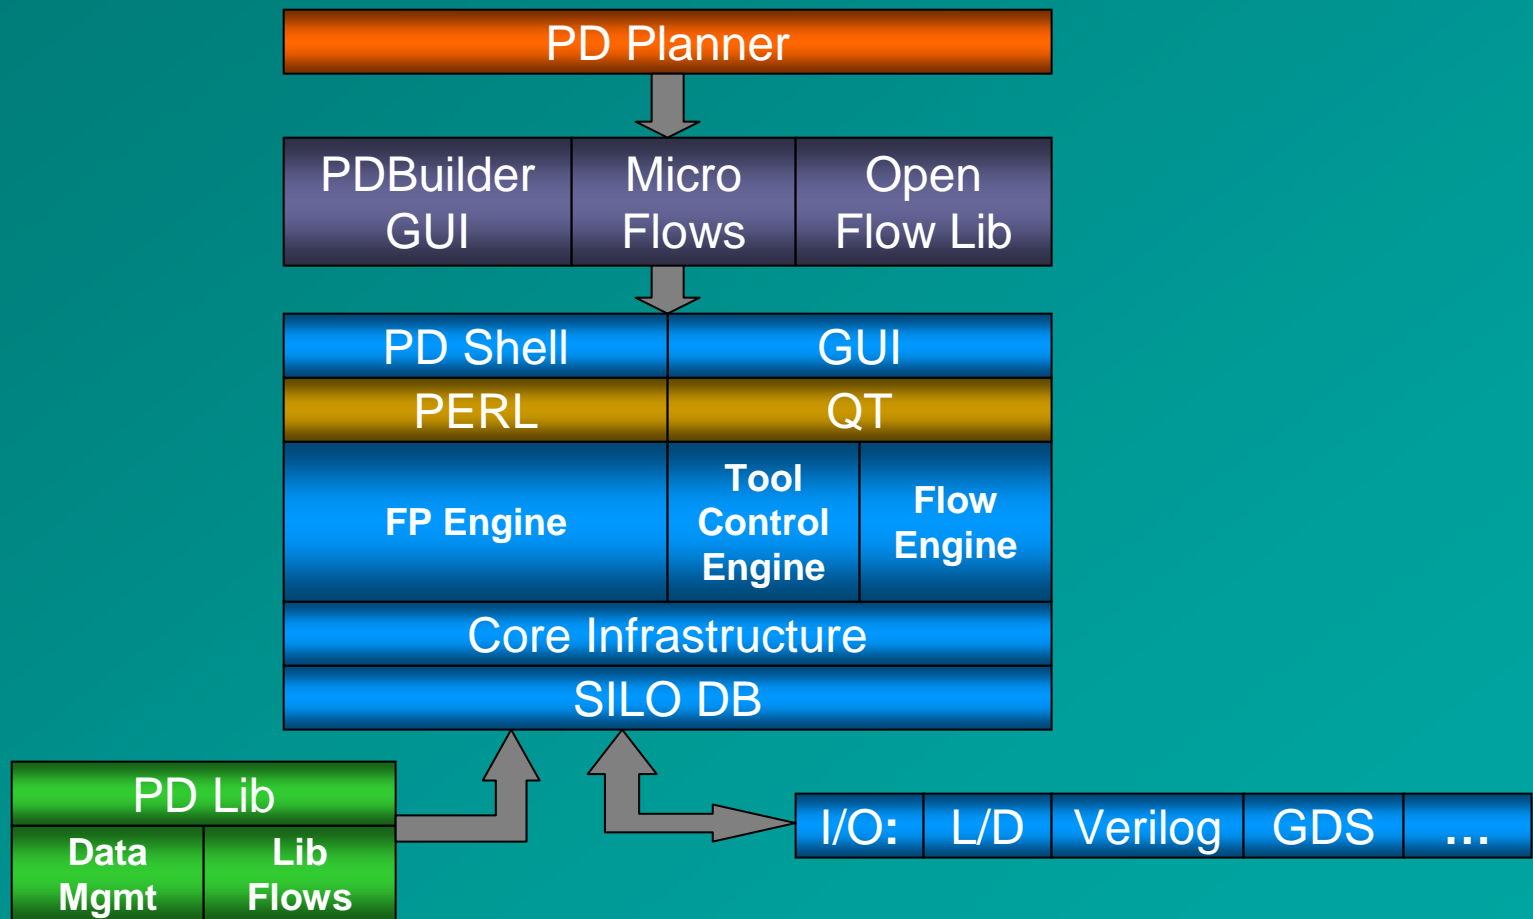 PD Planner
PDBuilder
GUI
Micro
Flows
Open
Flow Lib
PD Shell
GUI
PERL
QT
FP Engine
Tool
Control
Engine
Flow
Engine
Core Infrastructure
SILO DB
PD Lib
Data
Mgmt
Lib
Flows
I/O:
L/D
Verilog
GDS
...